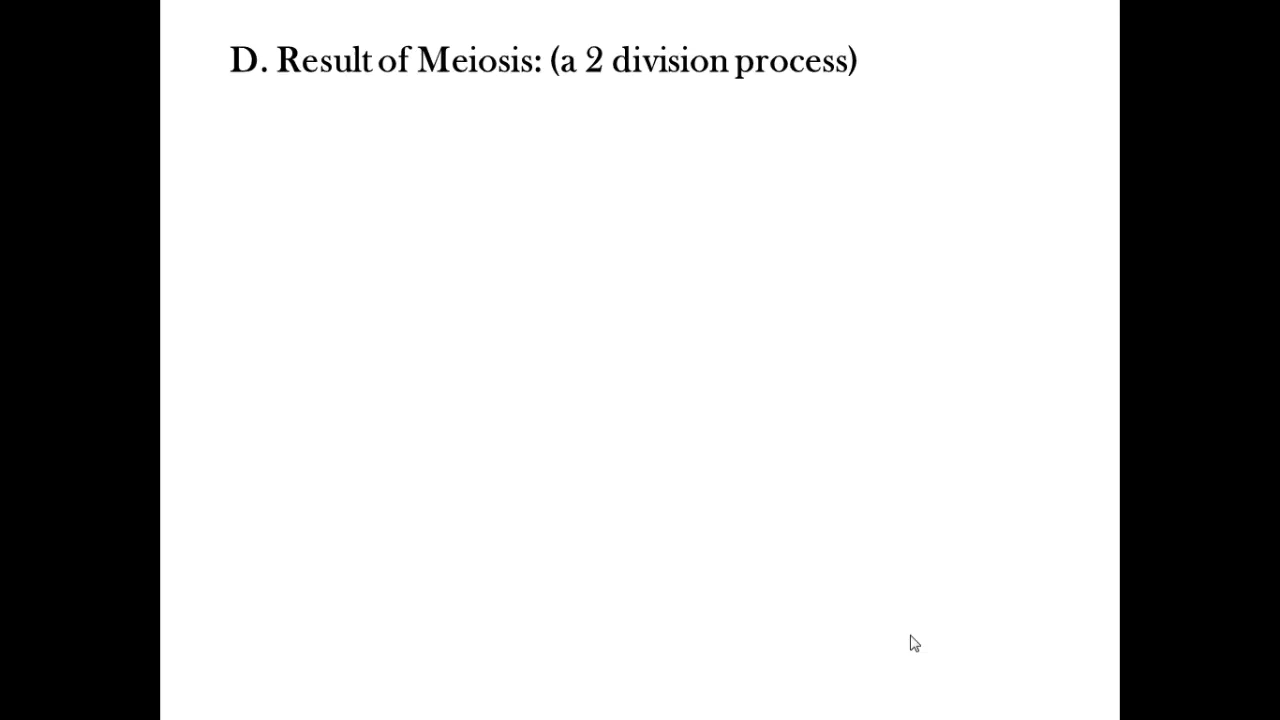 D. Result of Meiosis: (a 2 division process)